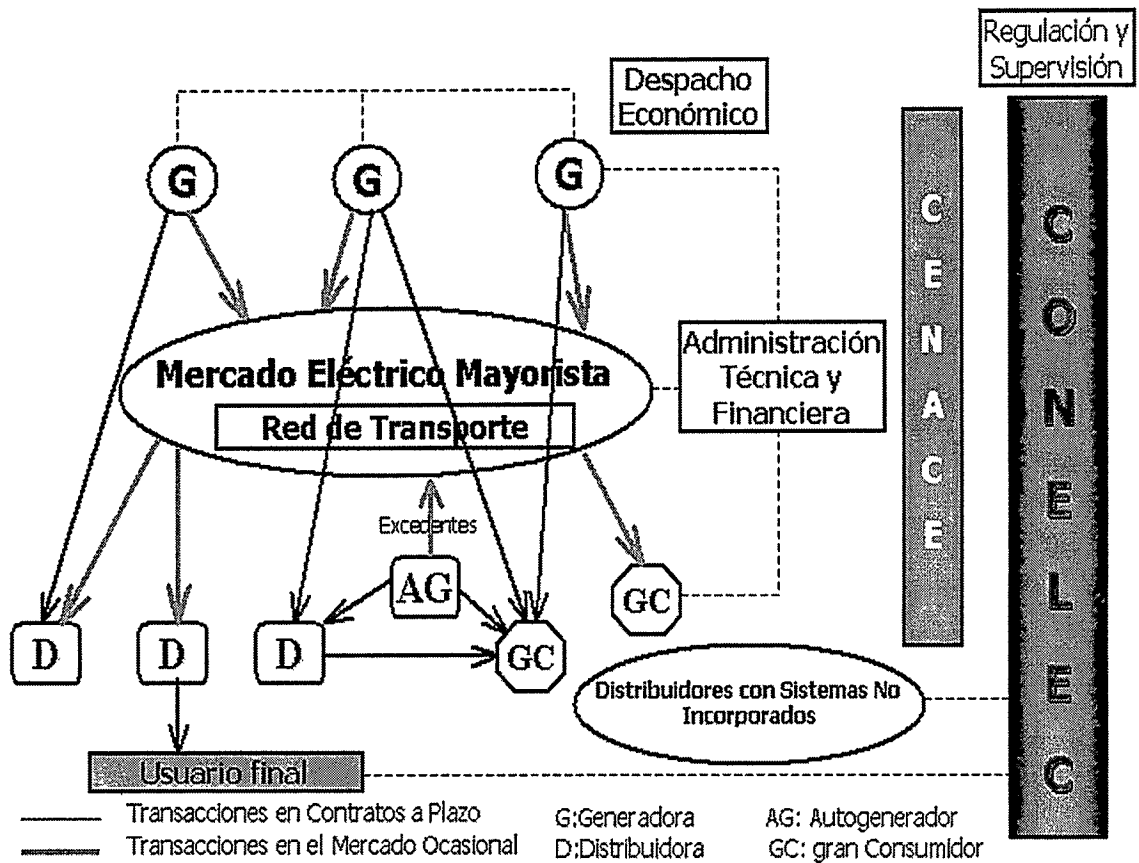 Regulación y
Supervisión
Despacho
Económico
G
G
G
CENACE
CONELEC
Mercado Eléctrico Mayorista
Red de Transporte
Administración
Técnica y
Financiera
Excedentes
AG
GC
D
D
D
GC
Distribuidores con Sistemas No
Incorporados
Usuario final
Transacciones en Contratos a Plazo
Transacciones en el Mercado Ocasional
G:Generadora
D:Distribuidora
AG: Autogenerador
GC: gran Consumidor